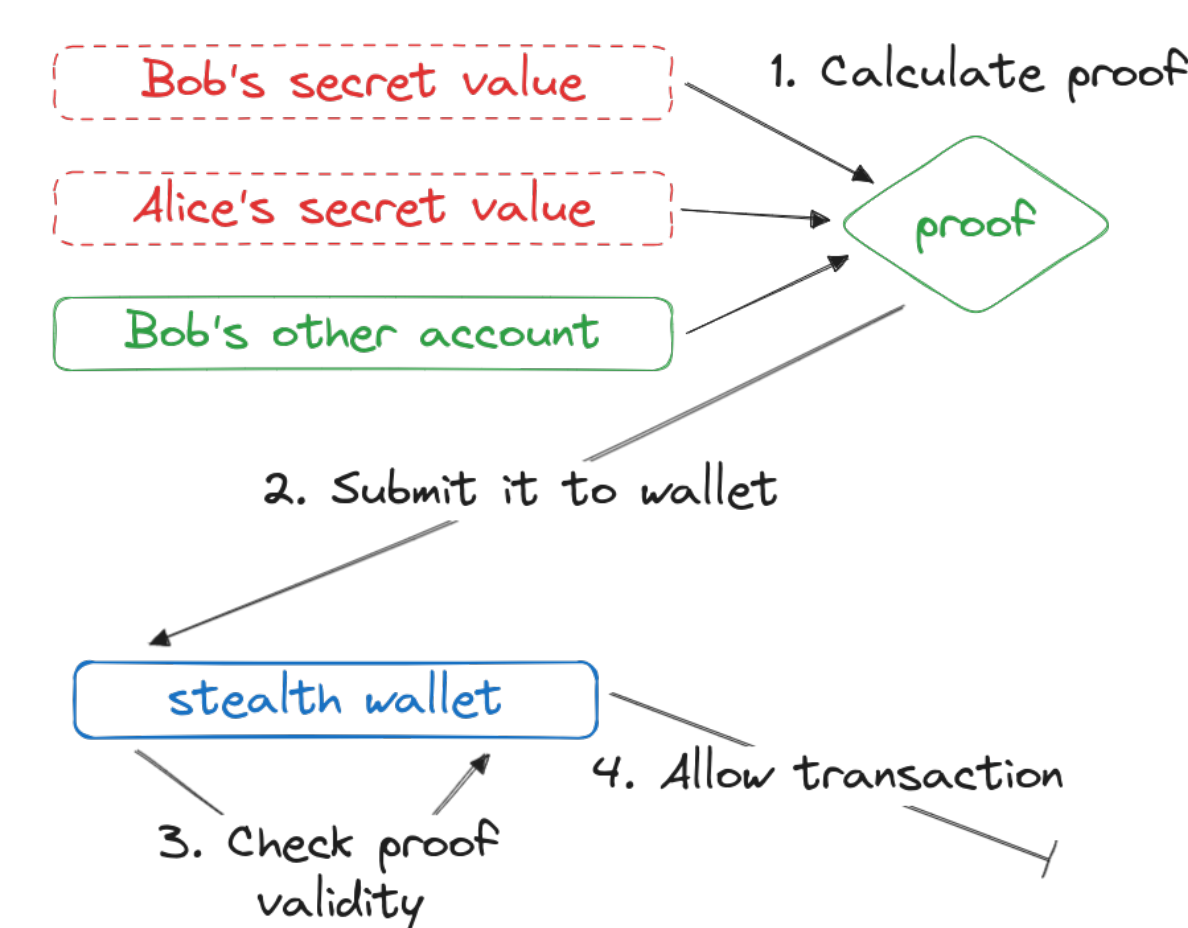 Bob's secret value
1. Calculate proof
Alice's secret value
proof
Bob's other account
2. Submit it to wallet
stealth wallet
4. Allow transaction
3. Check proof
validity